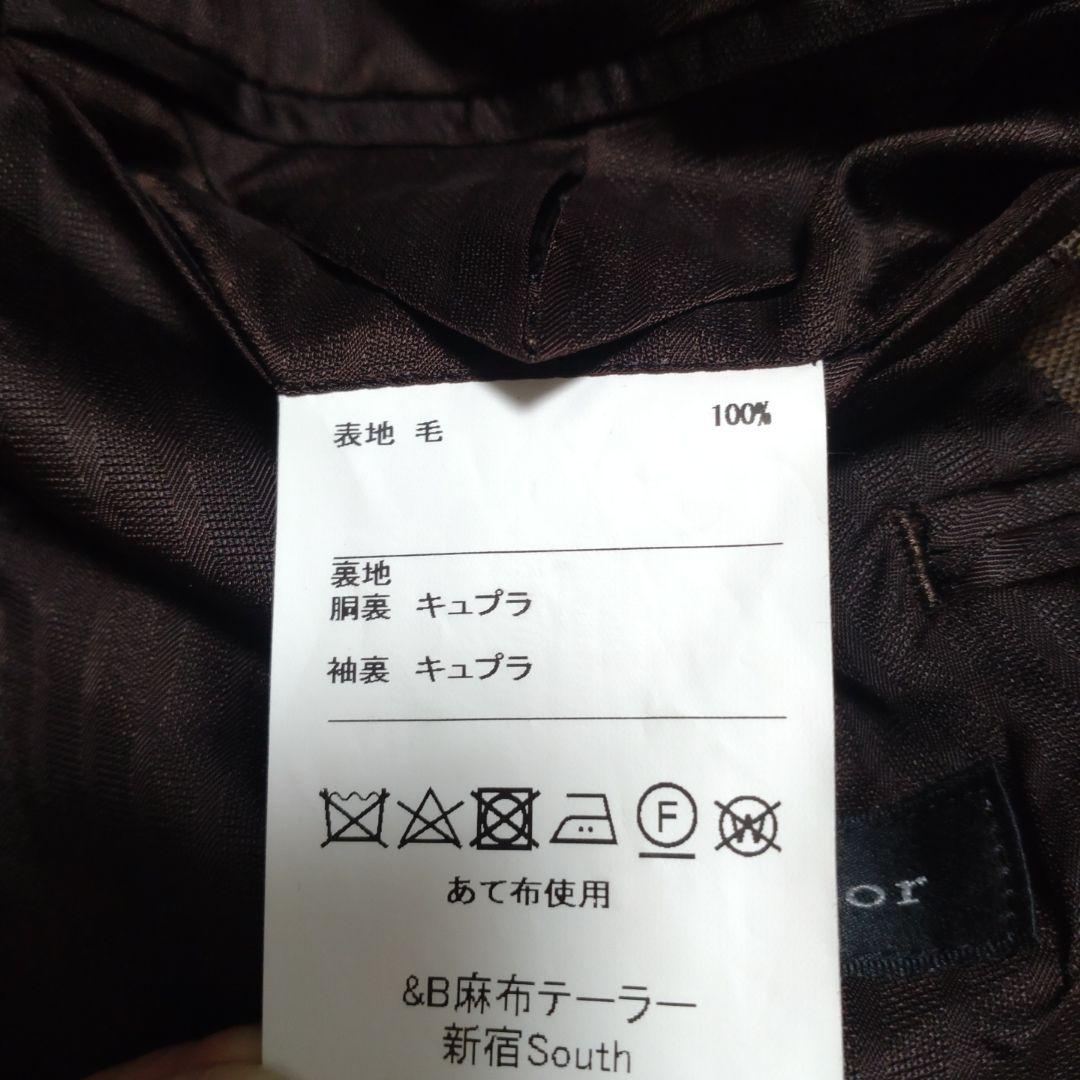 表地 毛 100%
裏地
胴裏 キュプラ
袖裏 キュプラ
F W
あて布使用
&B麻布テーラー
新宿South
or